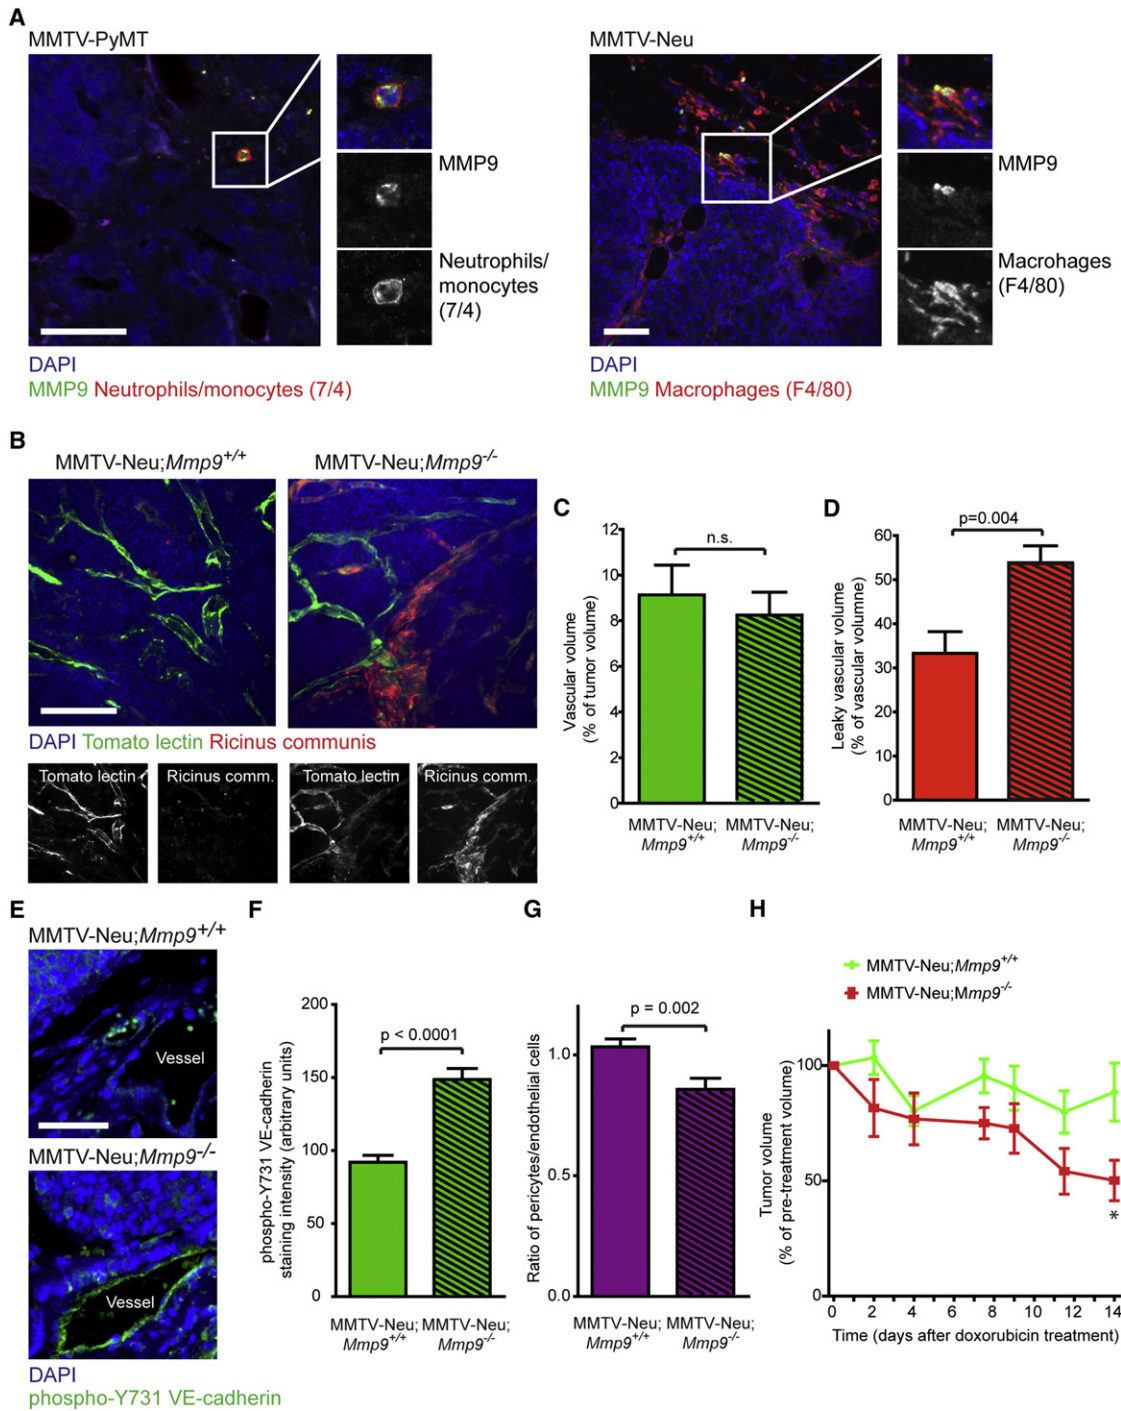 A
MMTV-PyMT
MMP9
Neutrophils/
monocytes
(7/4)
DAPI
MMP9 Neutrophils/monocytes (7/4)
MMTV-Neu
MMP9
Macrohages
(F4/80)
DAPI
MMP9 Macrophages (F4/80)
B
MMTV-Neu;Mmp9+/+
MMTV-Neu;Mmp9-/-
DAPI Tomato lectin Ricinus communis
Tomato lectin
Ricinus comm.
Tomato lectin
Ricinus comm.
C
n.s.
Vascular volume
(% of tumor volume)
12
10
8
6
4
2
0
MMTV-Neu;
Mmp9+/+
MMTV-Neu;
Mmp9-/-
D
p=0.004
Leaky vascular volume
(% of vascular volumne)
60
50
40
30
20
10
0
MMTV-Neu;
Mmp9+/+
MMTV-Neu;
Mmp9-/-
E
MMTV-Neu;Mmp9+/+
Vessel
MMTV-Neu;Mmp9-/-
Vessel
DAPI
phospho-Y731 VE-cadherin
F
p < 0.0001
phospho-Y731 VE-cadherin
staining intensity (arbitrary units)
200
150
100
50
0
MMTV-Neu;
Mmp9+/+
MMTV-Neu;
Mmp9-/-
G
p = 0.002
Ratio of pericytes/endothelial cells
1.0
0.5
0.0
MMTV-Neu;
Mmp9+/+
MMTV-Neu;
Mmp9-/-
H
MMTV-Neu;Mmp9+/+
MMTV-Neu;Mmp9-/-
Tumor volume
(% of pre-treatment volume)
100
50
0
*
0 2 4 6 8 10 12 14
Time (days after doxorubicin treatment)